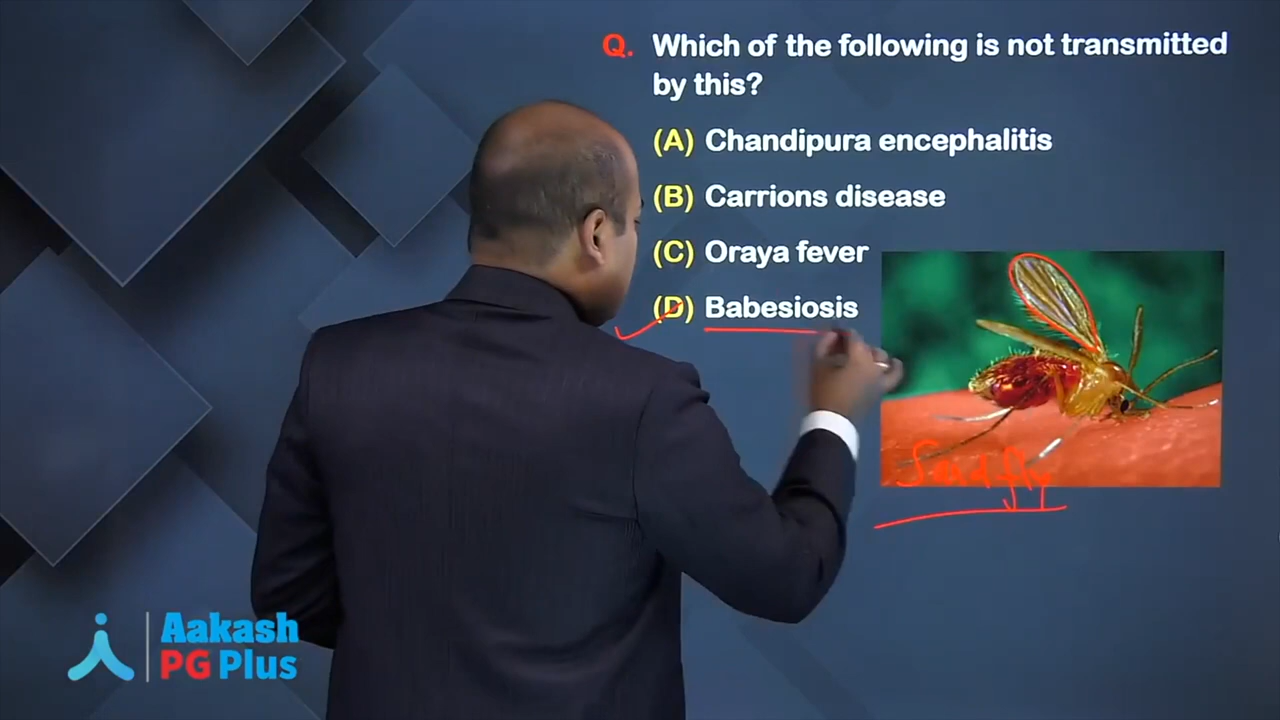 Q. Which of the following is not transmitted
by this?
(A) Chandipura encephalitis
(B) Carrions disease
(C) Oraya fever
(D) Babesiosis
Sandfly
Aakash
PG Plus